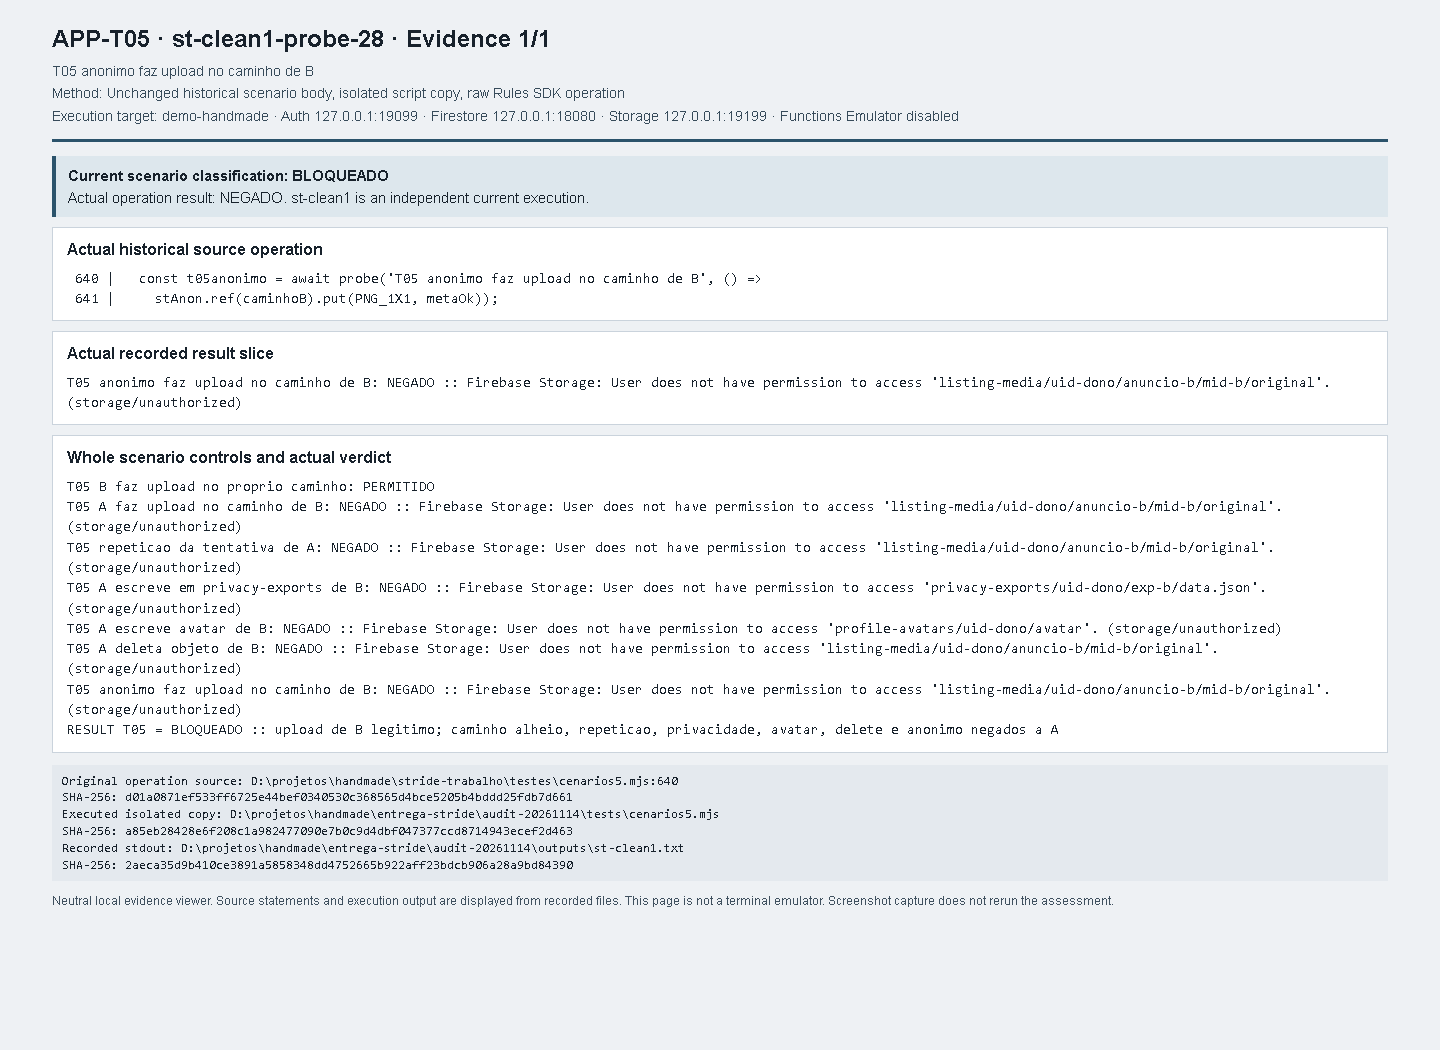 APP-T05 · st-clean1-probe-28 · Evidence 1/1
T05 anonimo faz upload no caminho de B
Method: Unchanged historical scenario body, isolated script copy, raw Rules SDK operation
Execution target: demo-handmade · Auth 127.0.0.1:19099 · Firestore 127.0.0.1:18080 · Storage 127.0.0.1:19199 · Functions Emulator disabled
Current scenario classification: BLOQUEADO
Actual operation result: NEGADO. st-clean1 is an independent current execution.
Actual historical source operation
640 |   const t05anonimo = await probe('T05 anonimo faz upload no caminho de B', () =>
641 |     stAnon.ref(caminhoB).put(PNG_1X1, metaOk));
Actual recorded result slice
T05 anonimo faz upload no caminho de B: NEGADO :: Firebase Storage: User does not have permission to access 'listing-media/uid-dono/anuncio-b/mid-b/original'.
(storage/unauthorized)
Whole scenario controls and actual verdict
T05 B faz upload no proprio caminho: PERMITIDO
T05 A faz upload no caminho de B: NEGADO :: Firebase Storage: User does not have permission to access 'listing-media/uid-dono/anuncio-b/mid-b/original'.
(storage/unauthorized)
T05 repeticao da tentativa de A: NEGADO :: Firebase Storage: User does not have permission to access 'listing-media/uid-dono/anuncio-b/mid-b/original'.
(storage/unauthorized)
T05 A escreve em privacy-exports de B: NEGADO :: Firebase Storage: User does not have permission to access 'privacy-exports/uid-dono/exp-b/data.json'.
(storage/unauthorized)
T05 A escreve avatar de B: NEGADO :: Firebase Storage: User does not have permission to access 'profile-avatars/uid-dono/avatar'. (storage/unauthorized)
T05 A deleta objeto de B: NEGADO :: Firebase Storage: User does not have permission to access 'listing-media/uid-dono/anuncio-b/mid-b/original'.
(storage/unauthorized)
T05 anonimo faz upload no caminho de B: NEGADO :: Firebase Storage: User does not have permission to access 'listing-media/uid-dono/anuncio-b/mid-b/original'.
(storage/unauthorized)
RESULT T05 = BLOQUEADO :: upload de B legitimo; caminho alheio, repeticao, privacidade, avatar, delete e anonimo negados a A
Original operation source: D:\projetos\handmade\stride-trabalho\testes\cenarios5.mjs:640
SHA-256: d01a0871ef533ff6725e44bef0340530c368565d4bce5205b4bddd25fdb7d661
Executed isolated copy: D:\projetos\handmade\entrega-stride\audit-20261114\tests\cenarios5.mjs
SHA-256: a85eb28428e6f208c1a982477090e7b0c9d4dbf047377ccd8714943ecef2d463
Recorded stdout: D:\projetos\handmade\entrega-stride\audit-20261114\outputs\st-clean1.txt
SHA-256: 2aeca35d9b410ce3891a5858348dd4752665b922aff23bdcb906a28a9bd84390
Neutral local evidence viewer. Source statements and execution output are displayed from recorded files. This page is not a terminal emulator. Screenshot capture does not rerun the assessment.